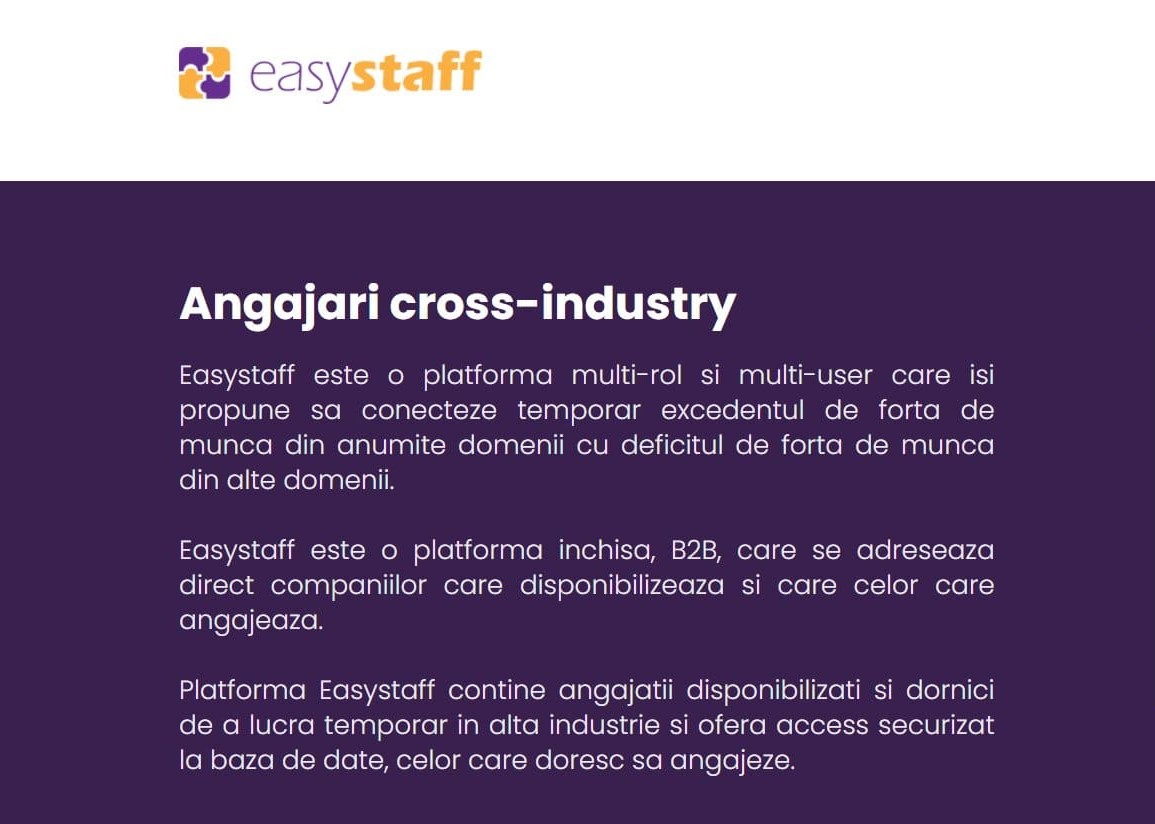 easystaff
Angajari cross-industry
Easystaff este o platforma multi-rol si multi-user care isi
propune sa conecteze temporar excedentul de forta de
munca din anumite domenii cu deficitul de forta de munca
din alte domenii.
Easystaff este o platforma inchisa, B2B, care se adreseaza
direct companiilor care disponibilizeaza si care celor care
angajeaza.
Platforma Easystaff contine angajatii disponibilizati si dornici
de a lucra temporar in alta industrie si ofera access securizat
la baza de date, celor care doresc sa angajeze.